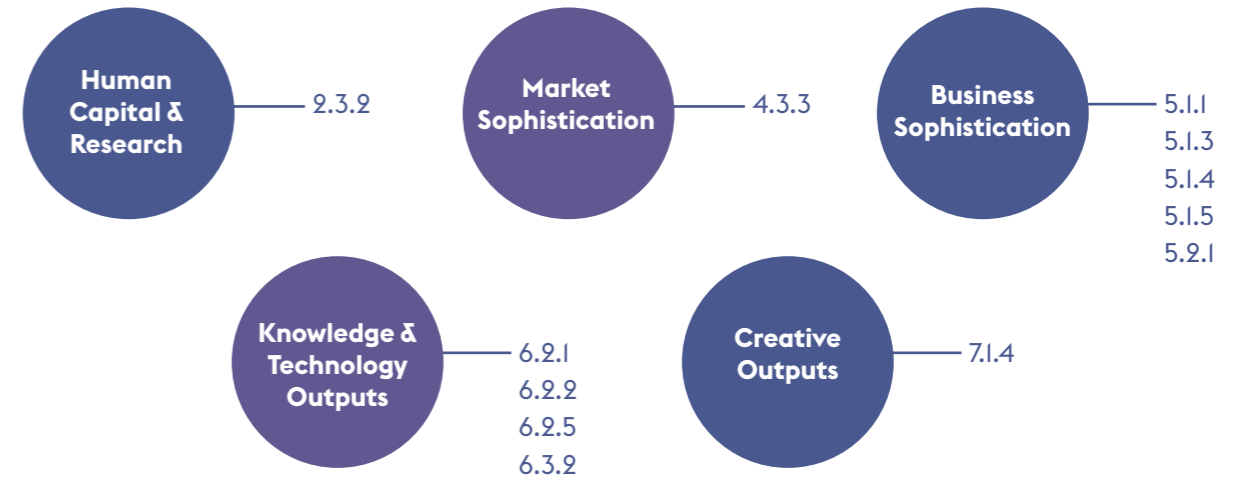 Human
Capital &
Research
2.3.2
Market
Sophistication
4.3.3
Business
Sophistication
5.1.1
5.1.3
5.1.4
5.1.5
5.2.1
Knowledge &
Technology
Outputs
6.2.1
6.2.2
6.2.5
6.3.2
Creative
Outputs
7.1.4